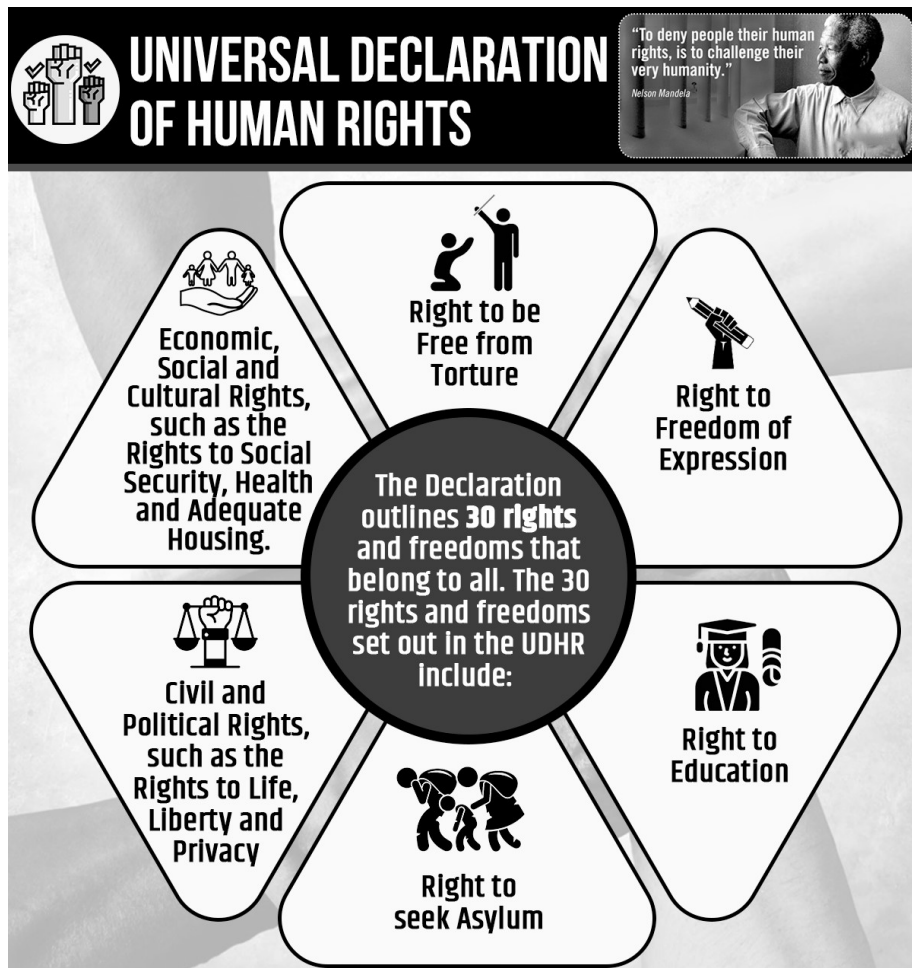 UNIVERSAL DECLARATION
OF HUMAN RIGHTS
“To deny people their human
rights, is to challenge their
very humanity.”
Nelson Mandela
Right to be
Free from
Torture
Right to
Freedom of
Expression
Right to
Education
Right to
seek Asylum
Civil and
Political Rights,
such as the
Rights to Life,
Liberty and
Privacy
Economic,
Social and
Cultural Rights,
such as the
Rights to Social
Security, Health
and Adequate
Housing.
The Declaration
outlines 30 rights
and freedoms that
belong to all. The 30
rights and freedoms
set out in the UDHR
include: